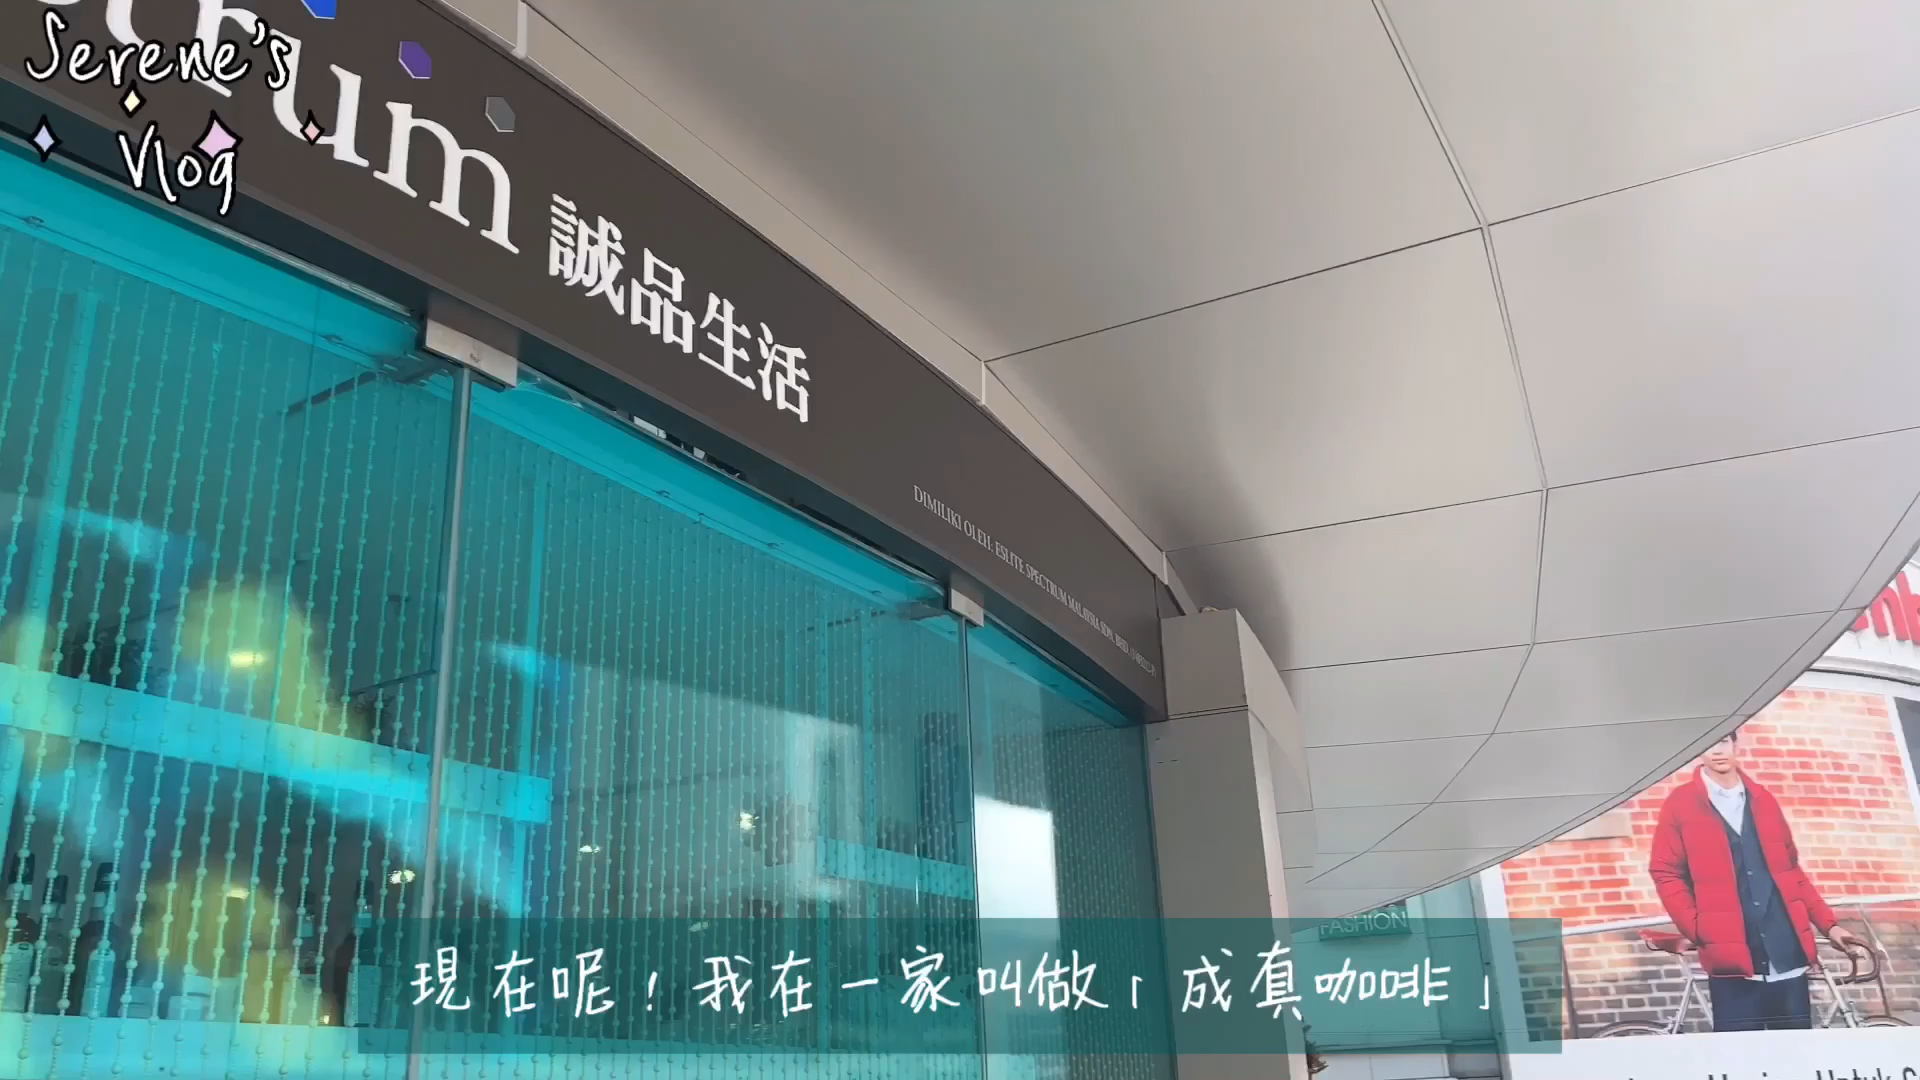 Serene's
Vlog
trum 誠品生活
DIMILIKI OLEH: ESLITE SPECTRUM MALAYSIA SDN. BHD.
FASHION
現在呢！我在一家叫做「成真咖啡」
Untuk